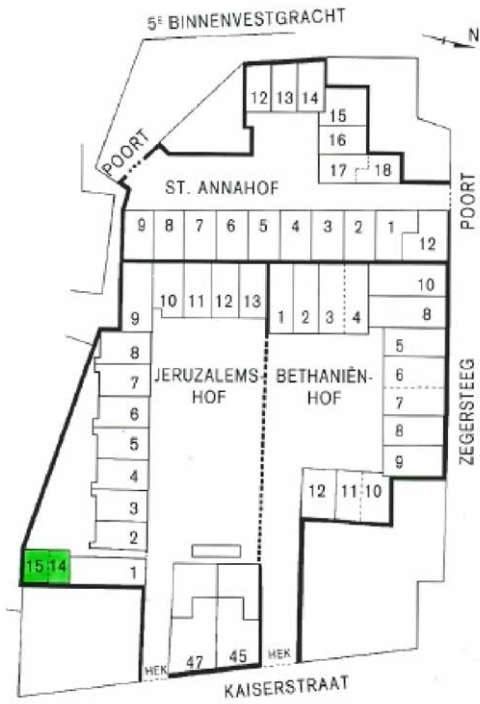 5E BINNENVESTGRACHT
N
12 13 14
15
16
17 18
POORT
ST. ANNAHOF
POORT
9 8 7 6 5 4 3 2 1
12
10 11 12 13
1 2 3 4
10
8
9
8
7
6
5
4
3
2
1
JERUZALEMS-
HOF
BETHANIËN-
HOF
5
6
7
8
9
ZEGERSTEEG
12 11 10
15 14
47 45
HEK
HEK
KAISERSTRAAT